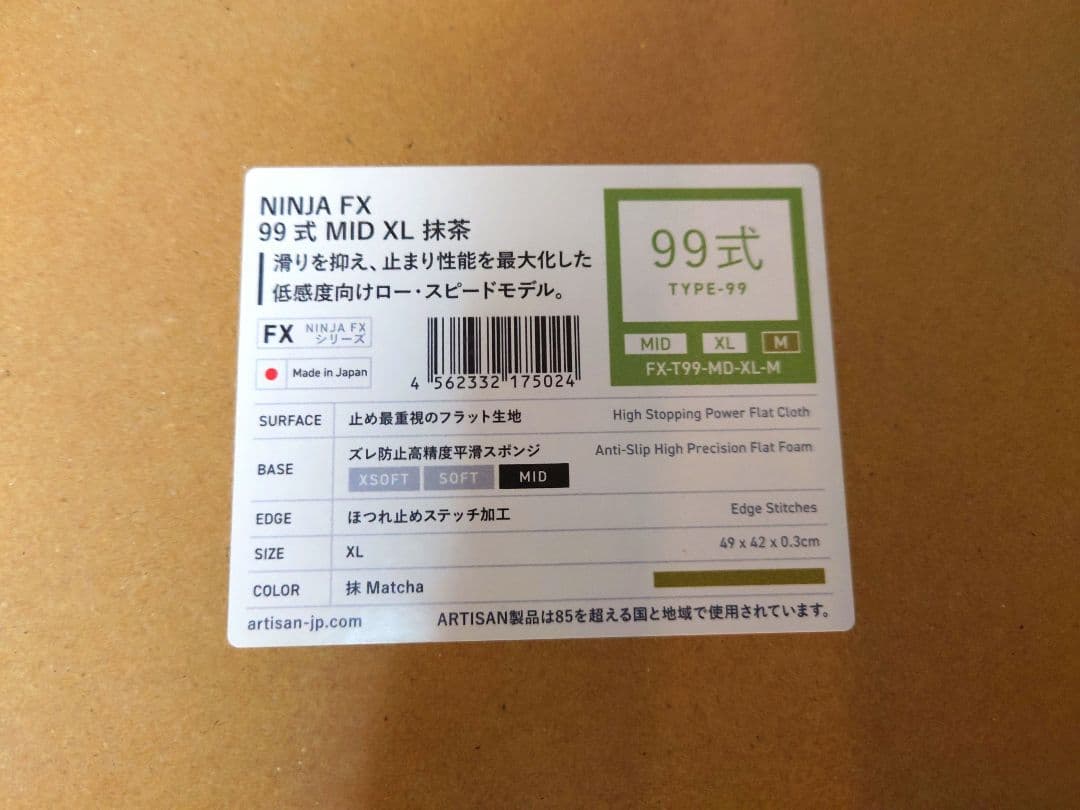 NINJA FX
99 式 MID XL 抹茶
滑りを抑え、止まり性能を最大化した
低感度向けロー・スピードモデル。
FX NINJA FX
シリーズ
Made in Japan
4 562332 175024
99式
TYPE-99
MID XL M
FX-T99-MD-XL-M
SURFACE 止め最重視のフラット生地 High Stopping Power Flat Cloth
BASE ズレ防止高精度平滑スポンジ Anti-Slip High Precision Flat Foam
XSOFT SOFT MID
EDGE ほつれ止めステッチ加工 Edge Stitches
SIZE XL 49 x 42 x 0.3cm
COLOR 抹 Matcha
artisan-jp.com ARTISAN製品は85を超える国と地域で使用されています。